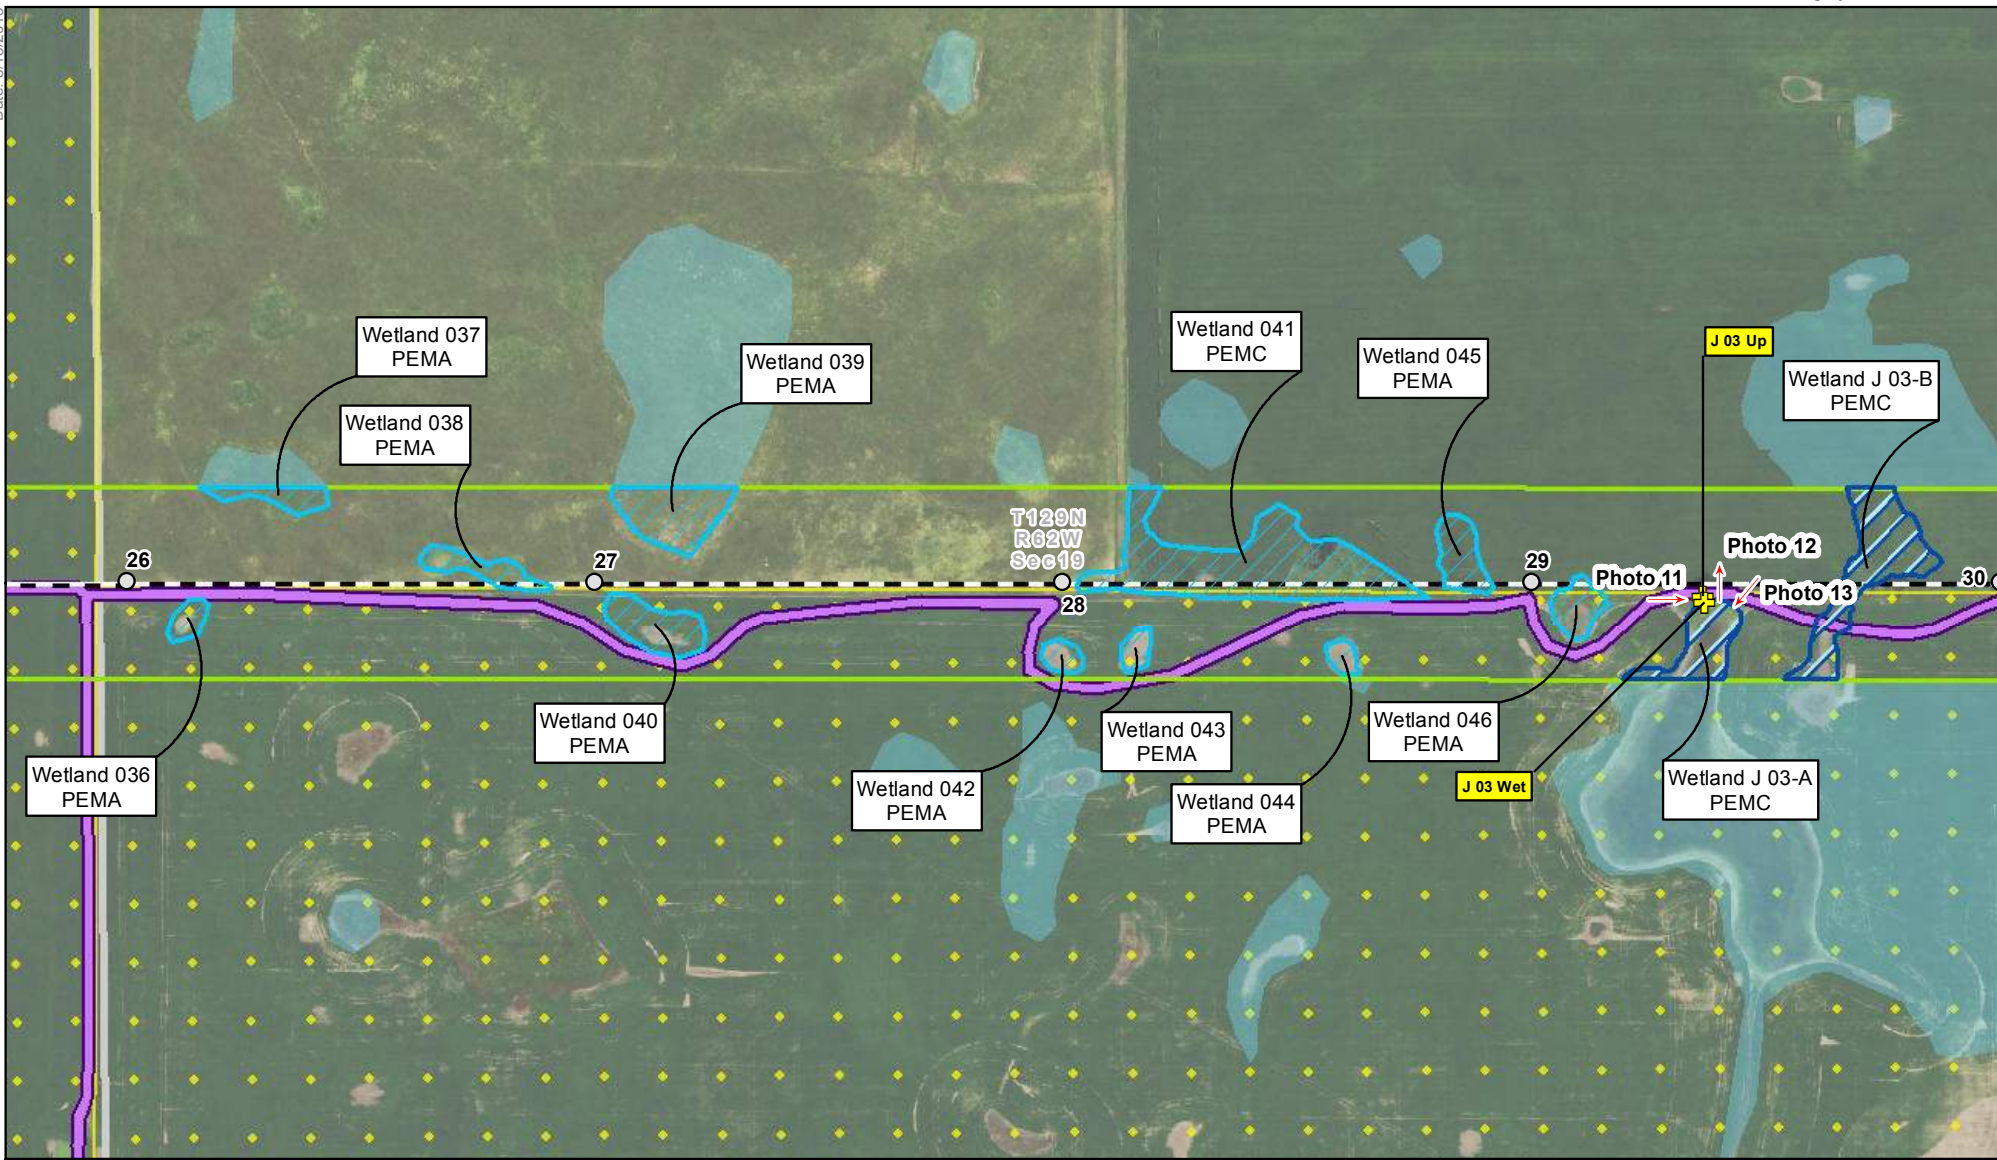 Wetland 037
PEMA
Wetland 038
PEMA
Wetland 039
PEMA
Wetland 041
PEMC
Wetland 045
PEMA
J 03 Up
Wetland J 03-B
PEMC
T129N
R62W
Sec19
26
27
28
29
30
Photo 11
Photo 12
Photo 13
Wetland 036
PEMA
Wetland 040
PEMA
Wetland 042
PEMA
Wetland 043
PEMA
Wetland 044
PEMA
Wetland 046
PEMA
J 03 Wet
Wetland J 03-A
PEMC